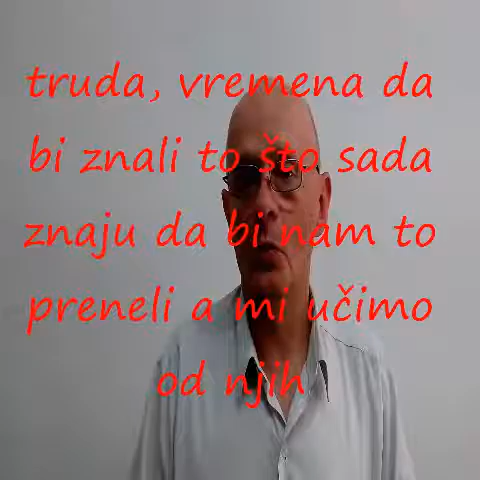 truda, vremena da
bi znali to što sada
znaju da bi nam to
preneli a mi učimo
od njih